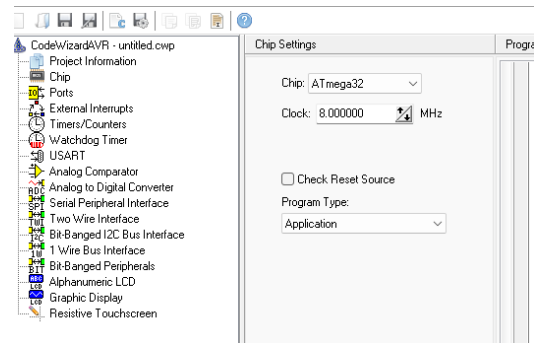 CodeWizardAVR - untitled.cwp
Project Information
Chip
Ports
External Interrupts
Timers/Counters
Watchdog Timer
USART
Analog Comparator
Analog to Digital Converter
Serial Peripheral Interface
Two Wire Interface
Bit-Banged I2C Bus Interface
1 Wire Bus Interface
Bit-Banged Peripherals
Alphanumeric LCD
Graphic Display
Resistive Touchscreen
Chip Settings
Chip: ATmega32
Clock: 8.000000 MHz
Check Reset Source
Program Type:
Application
Progra